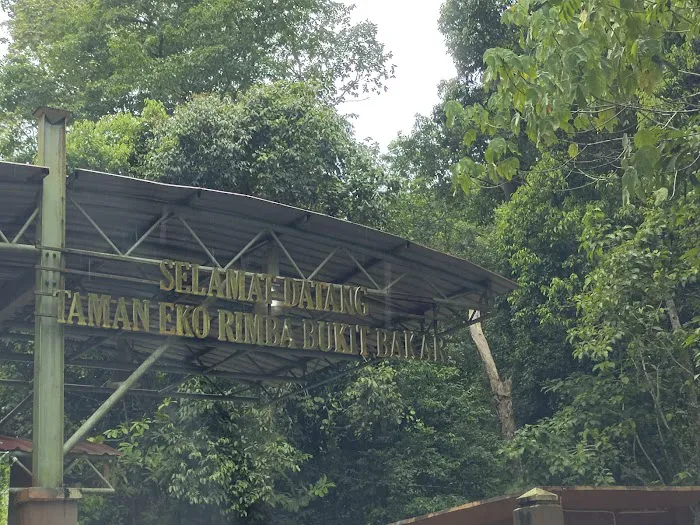 SELAMAT DATANG
TAMAN EKO RIMBA BUKIT BAKAR